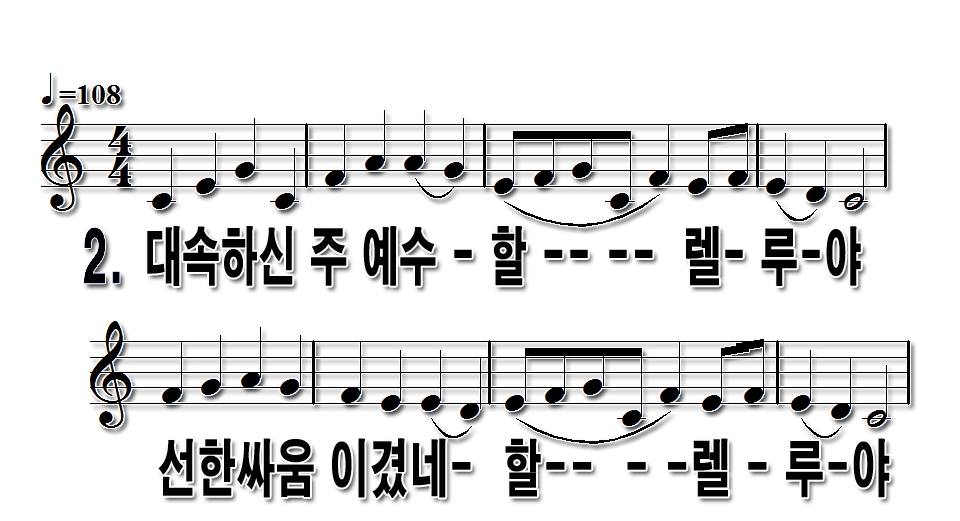 =108
4
4
2. 대속하신 주 예수 - 할 -- -- 렐- 루-야
선한싸움 이겼네- 할-- - -렐 - 루-야